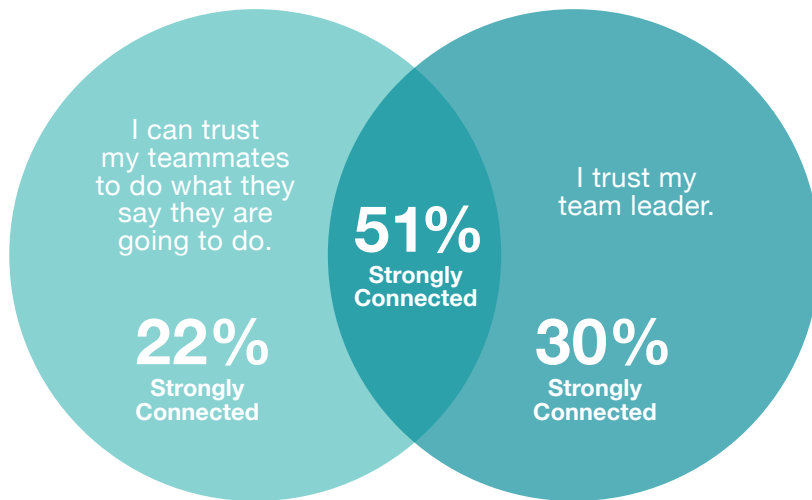 I can trust
my teammates
to do what they
say they are
going to do.
22%
Strongly
Connected
51%
Strongly
Connected
I trust my
team leader.
30%
Strongly
Connected